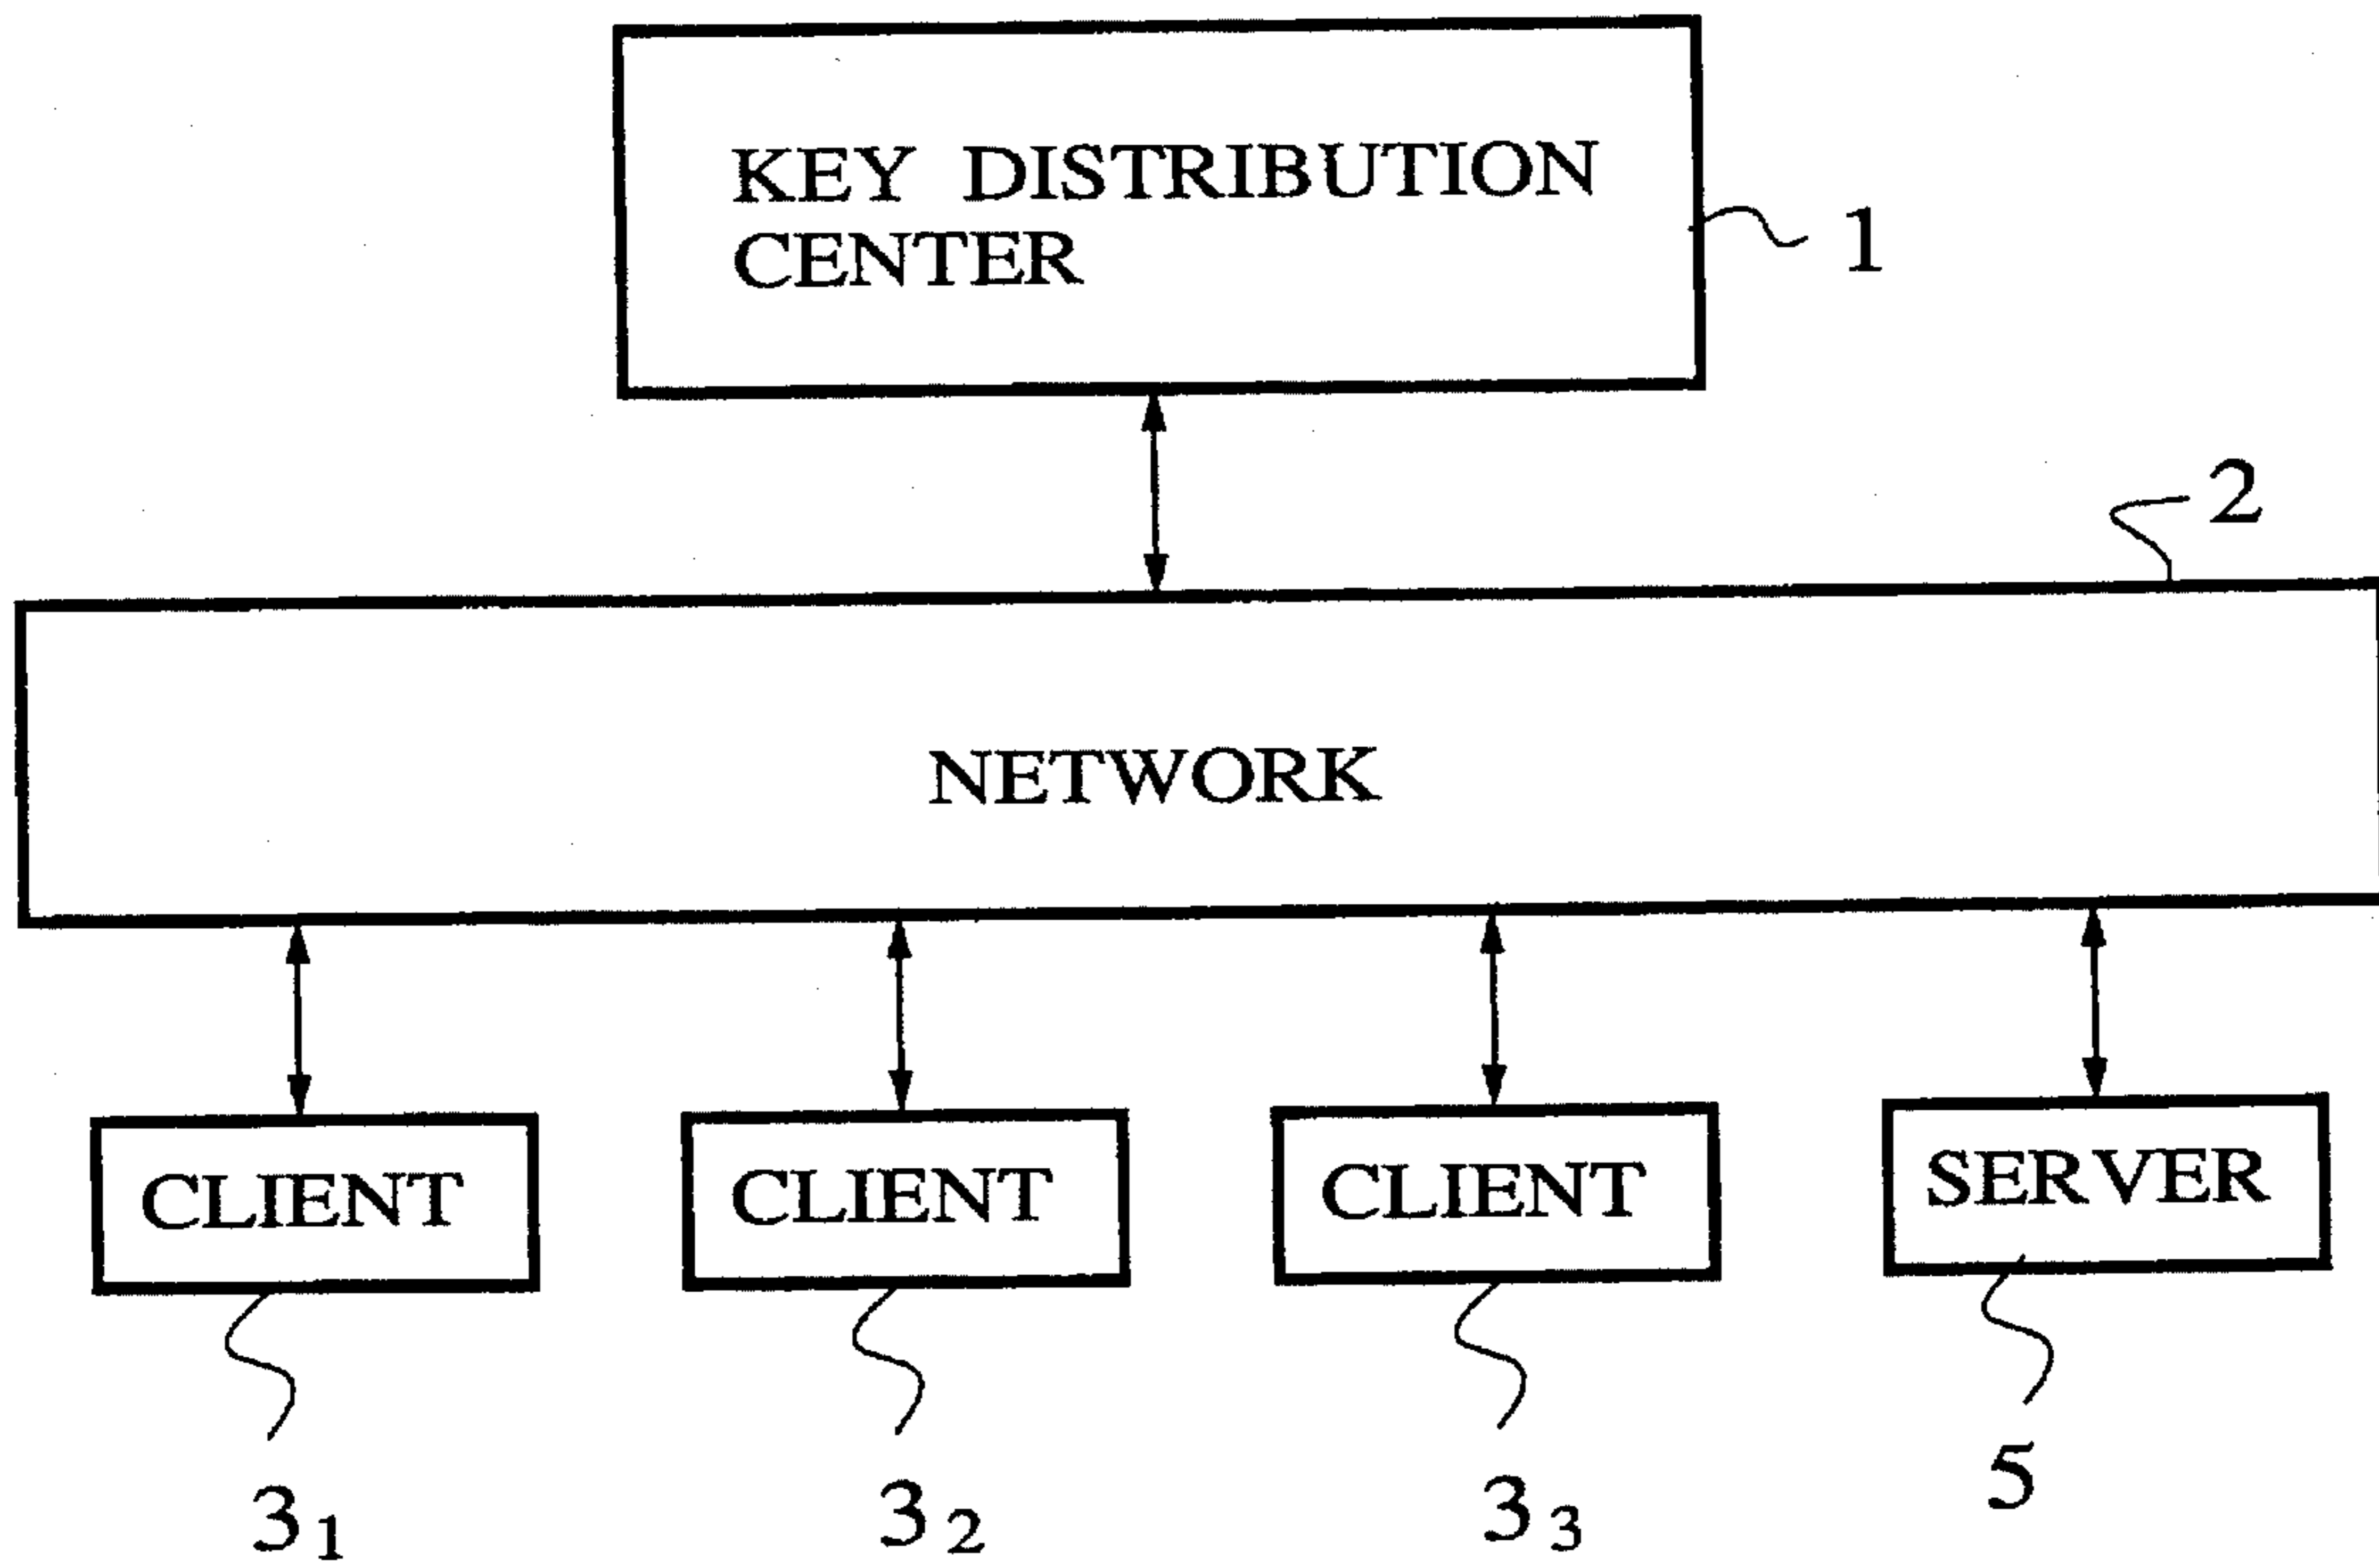 KEY DISTRIBUTION
CENTER
1
2
NETWORK
CLIENT
CLIENT
CLIENT
SERVER
3₁
3₂
3₃
5